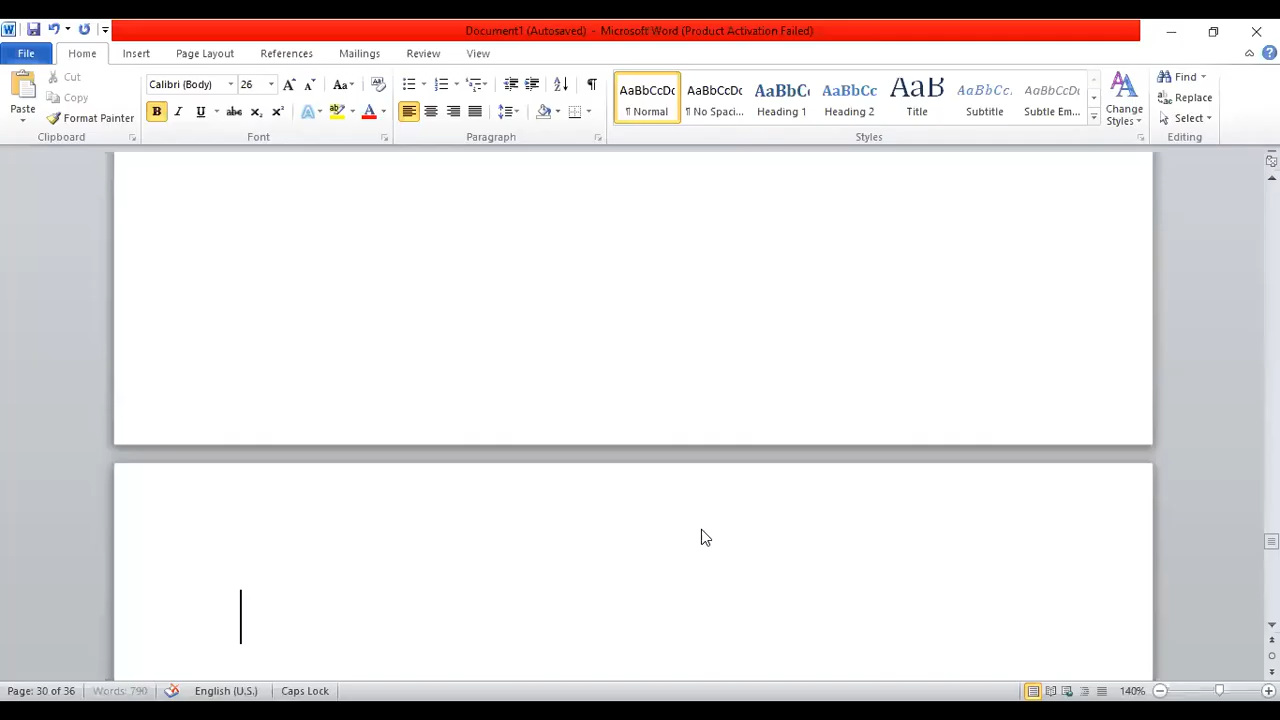 Document1 (Autosaved) - Microsoft Word (Product Activation Failed)
File Home Insert Page Layout References Mailings Review View
Paste
Cut
Copy
Format Painter
Clipboard
Calibri (Body) 26
Font
Paragraph
AaBbCcDc AaBbCcDc AaBbC AaBbCc AaB AaBbCc. AaBbCcDc
¶ Normal ¶ No Spaci... Heading 1 Heading 2 Title Subtitle Subtle Em...
Styles
Change
Styles
Find
Replace
Select
Editing
Page: 30 of 36 Words: 790 English (U.S.) Caps Lock 140%